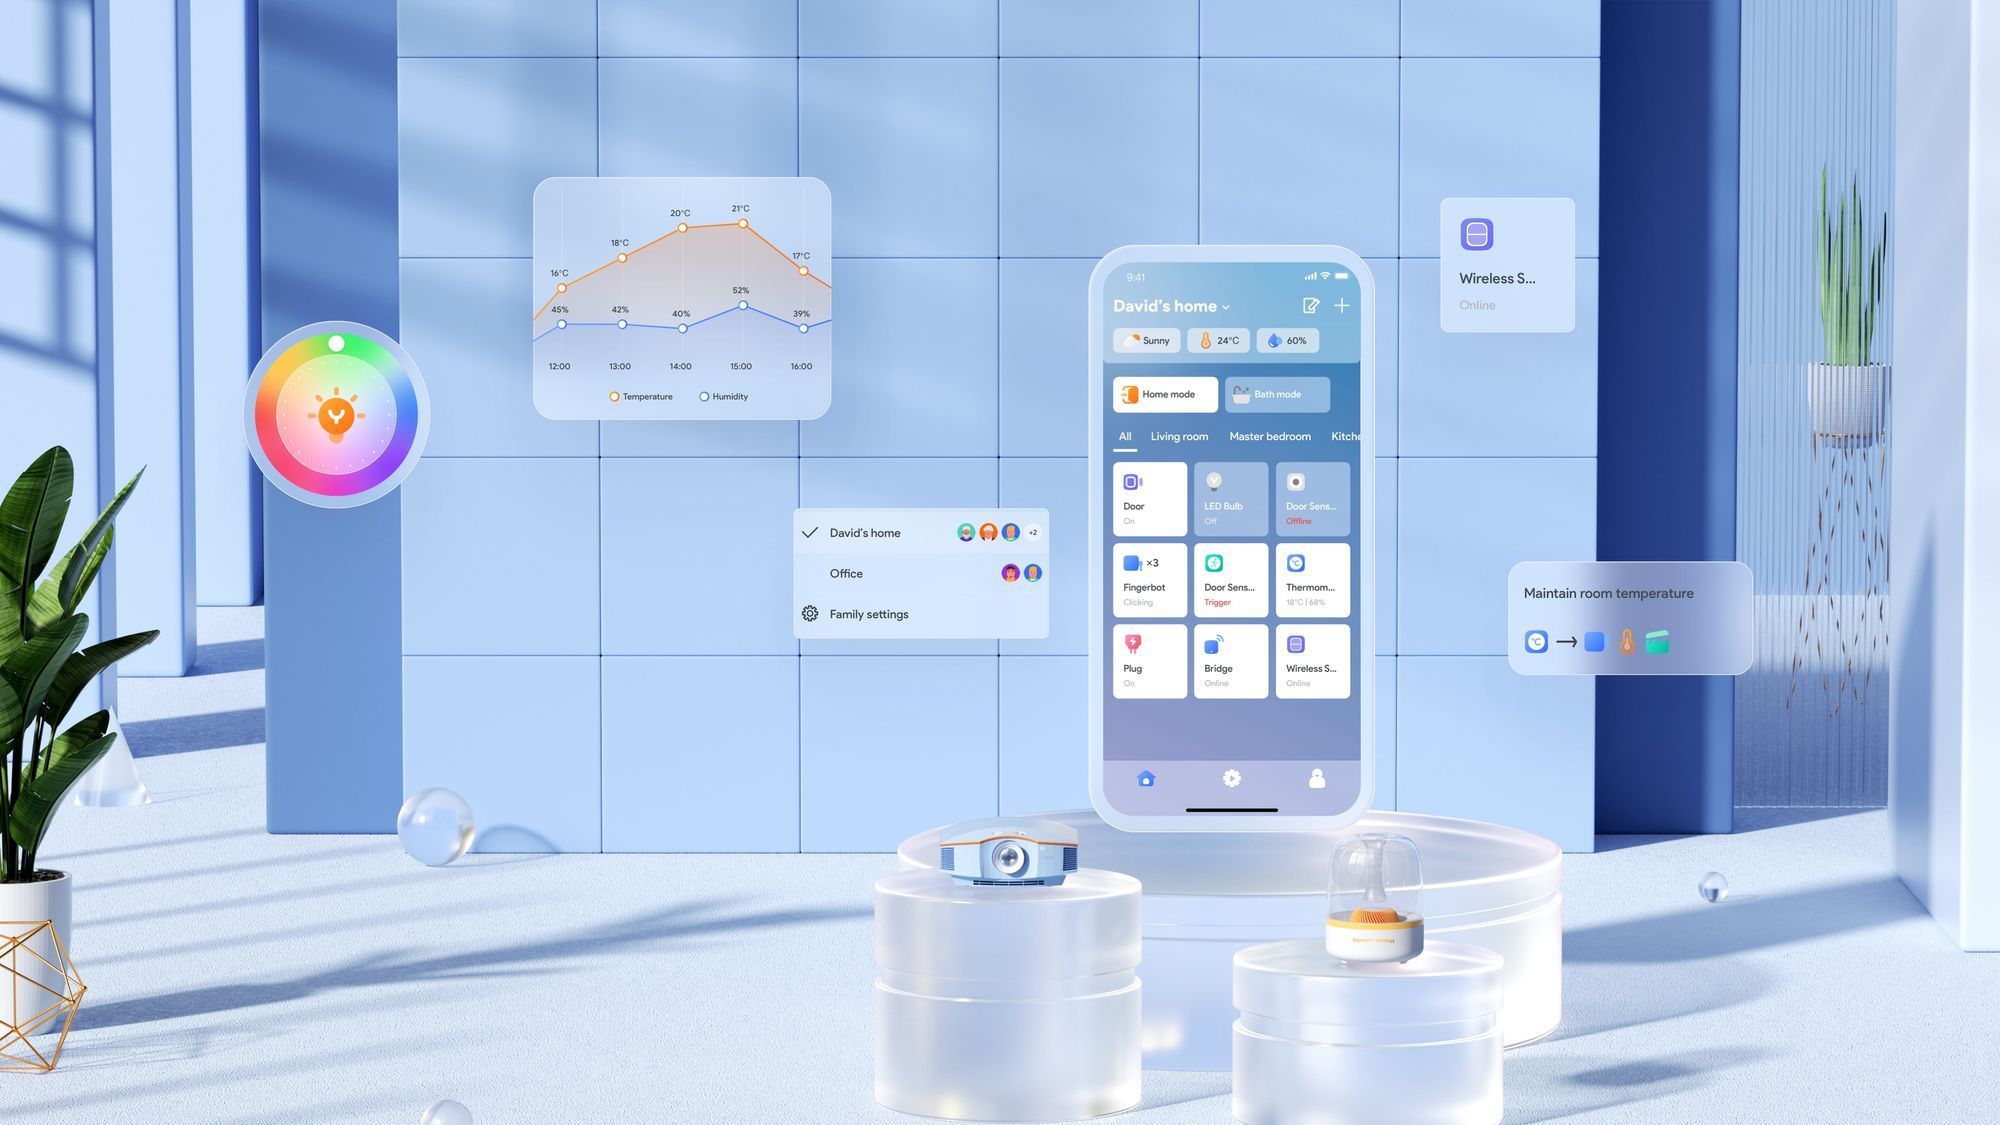 21°C
20°C
18°C
17°C
16°C
52%
45%
42%
40%
39%
12:00 13:00 14:00 15:00 16:00
Temperature Humidity
David's home
+2
Office
Family settings
9:41
David's home
Sunny 24°C 60%
Home mode Bath mode
All Living room Master bedroom Kitche
Door LED Bulb Door Sens...
On Off Offline
×3
Fingerbot Door Sens... Thermom...
Clicking Trigger 18°C | 68%
Plug Bridge Wireless S...
On Online Online
Wireless S...
Online
Maintain room temperature
°C